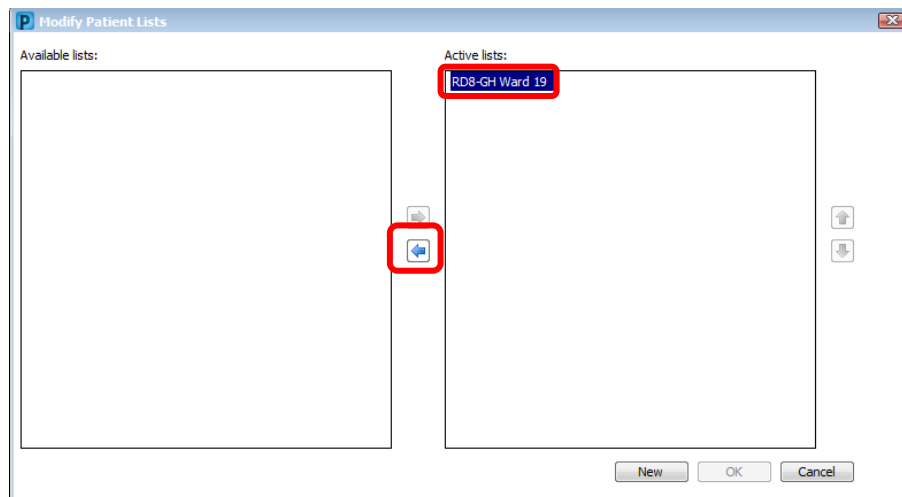 P Modify Patient Lists
Available lists:
Active lists:
RD8-GH Ward 19
New OK Cancel